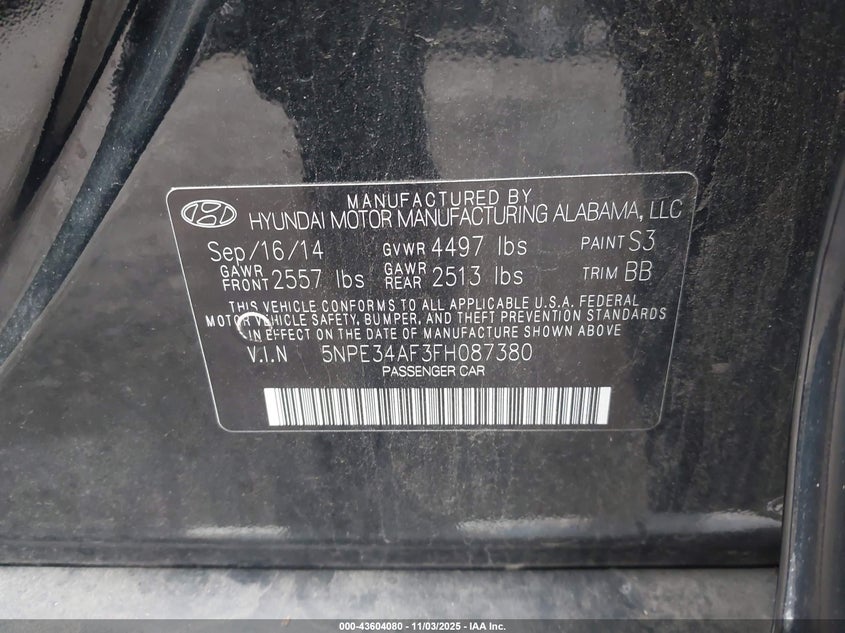 MANUFACTURED BY
HYUNDAI MOTOR MANUFACTURING ALABAMA, LLC
Sep/16/14 GVWR 4497 lbs PAINT S3
GAWR FRONT 2557 lbs GAWR REAR 2513 lbs TRIM BB
THIS VEHICLE CONFORMS TO ALL APPLICABLE U.S.A. FEDERAL
MOTOR VEHICLE SAFETY, BUMPER, AND THEFT PREVENTION STANDARDS
IN EFFECT ON THE DATE OF MANUFACTURE SHOWN ABOVE.
V.I.N 5NPE34AF3FH087380
PASSENGER CAR
000-43604080 - 11/03/2025 - IAA Inc.